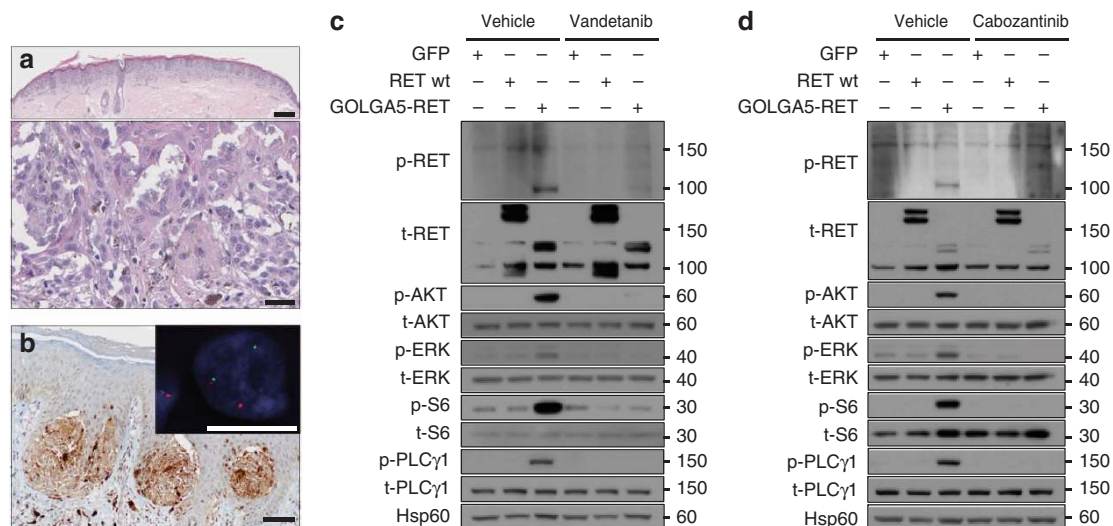 a
b
c
Vehicle Vandetanib
GFP + – – + – –
RET wt – + – – + –
GOLGA5-RET – – + – – +
p-RET 150
100
t-RET 150
100
p-AKT 60
t-AKT 60
p-ERK 40
t-ERK 40
p-S6 30
t-S6 30
p-PLCγ1 150
t-PLCγ1 150
Hsp60 60
d
Vehicle Cabozantinib
GFP + – – + – –
RET wt – + – – + –
GOLGA5-RET – – + – – +
p-RET 150
100
t-RET 150
100
p-AKT 60
t-AKT 60
p-ERK 40
t-ERK 40
p-S6 30
t-S6 30
p-PLCγ1 150
t-PLCγ1 150
Hsp60 60